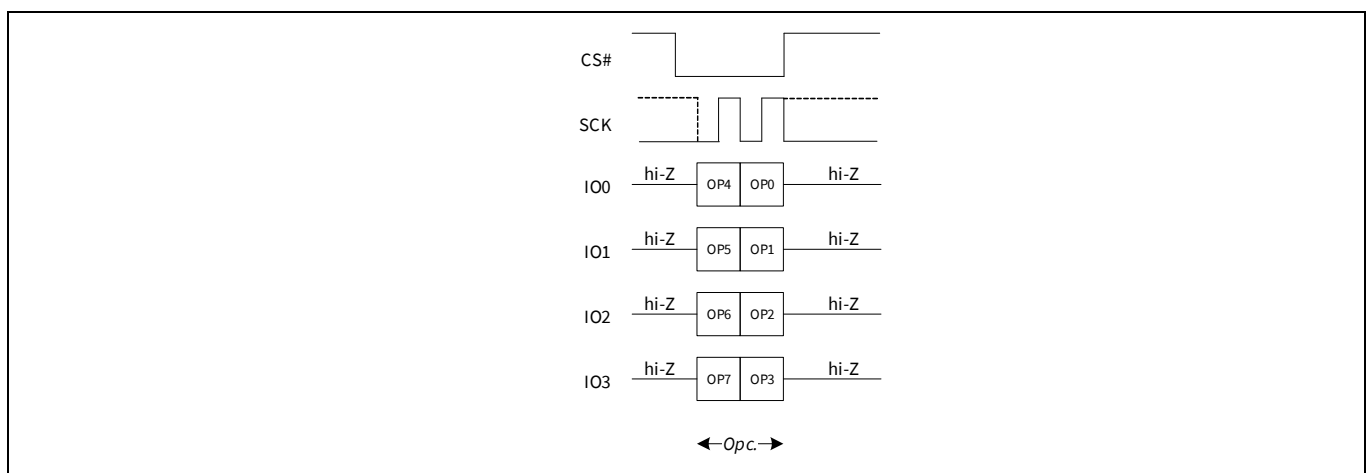 CS#
SCK
IO0 hi-Z OP4 OP0 hi-Z
IO1 hi-Z OP5 OP1 hi-Z
IO2 hi-Z OP6 OP2 hi-Z
IO3 hi-Z OP7 OP3 hi-Z
Opc.